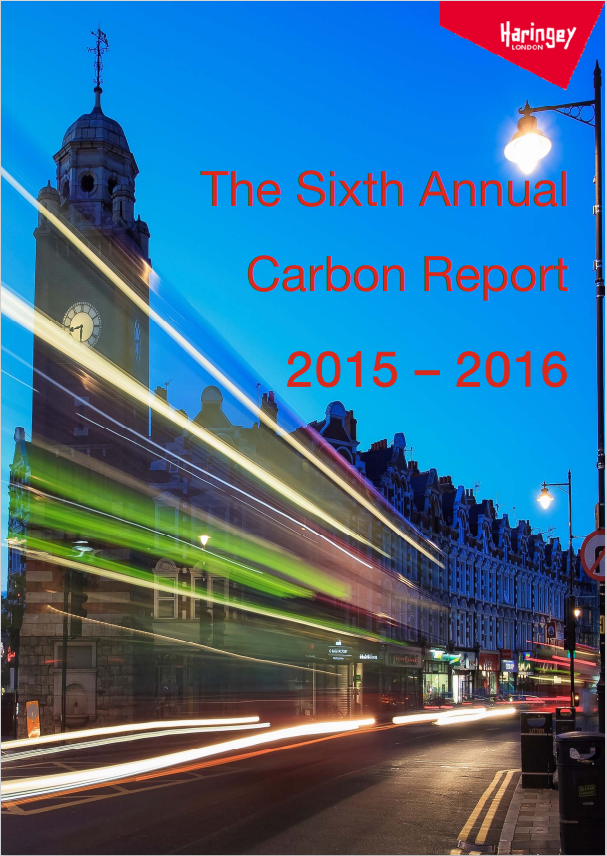 Haringey
LONDON
The Sixth Annual
Carbon Report
2015 – 2016